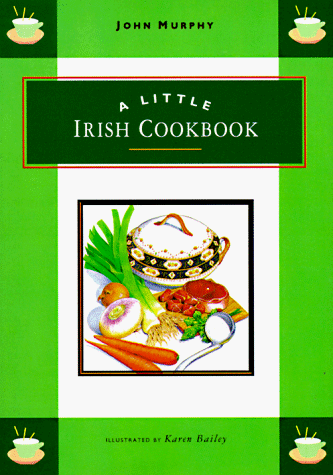 JOHN MURPHY
A LITTLE
IRISH COOKBOOK
ILLUSTRATED BY Karen Bailey